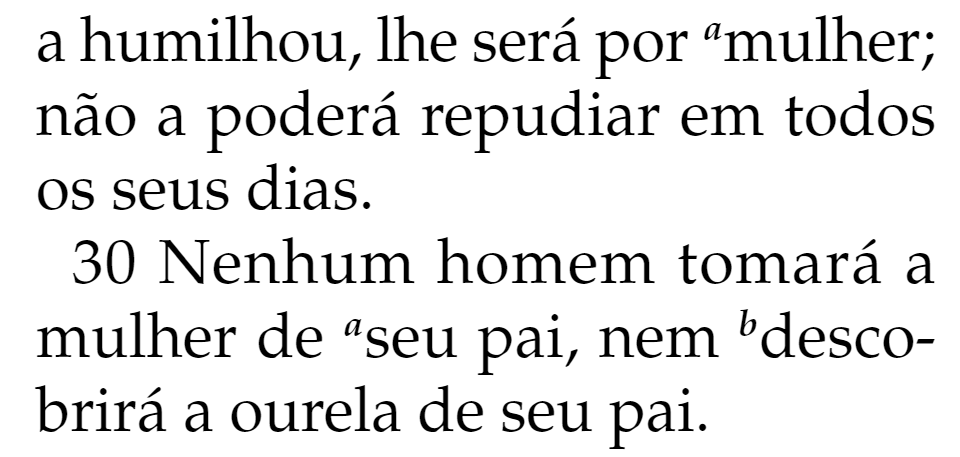 a humilhou, lhe será por ᵃmulher;
não a poderá repudiar em todos
os seus dias.
30 Nenhum homem tomará a
mulher de ᵃseu pai, nem ᵇdesco-
brirá a ourela de seu pai.